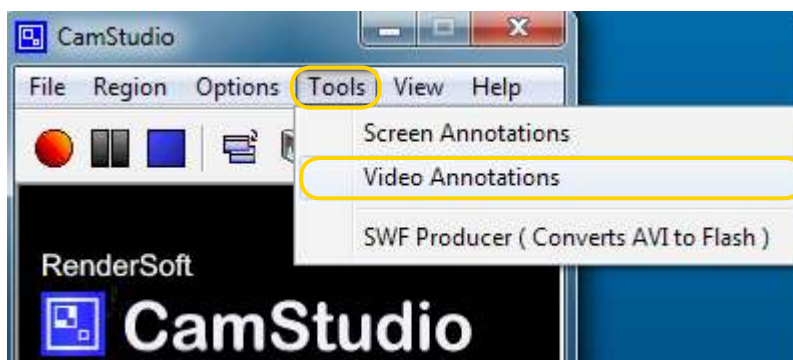 CamStudio
File Region Options Tools View Help
Screen Annotations
Video Annotations
SWF Producer ( Converts AVI to Flash )
RenderSoft
CamStudio